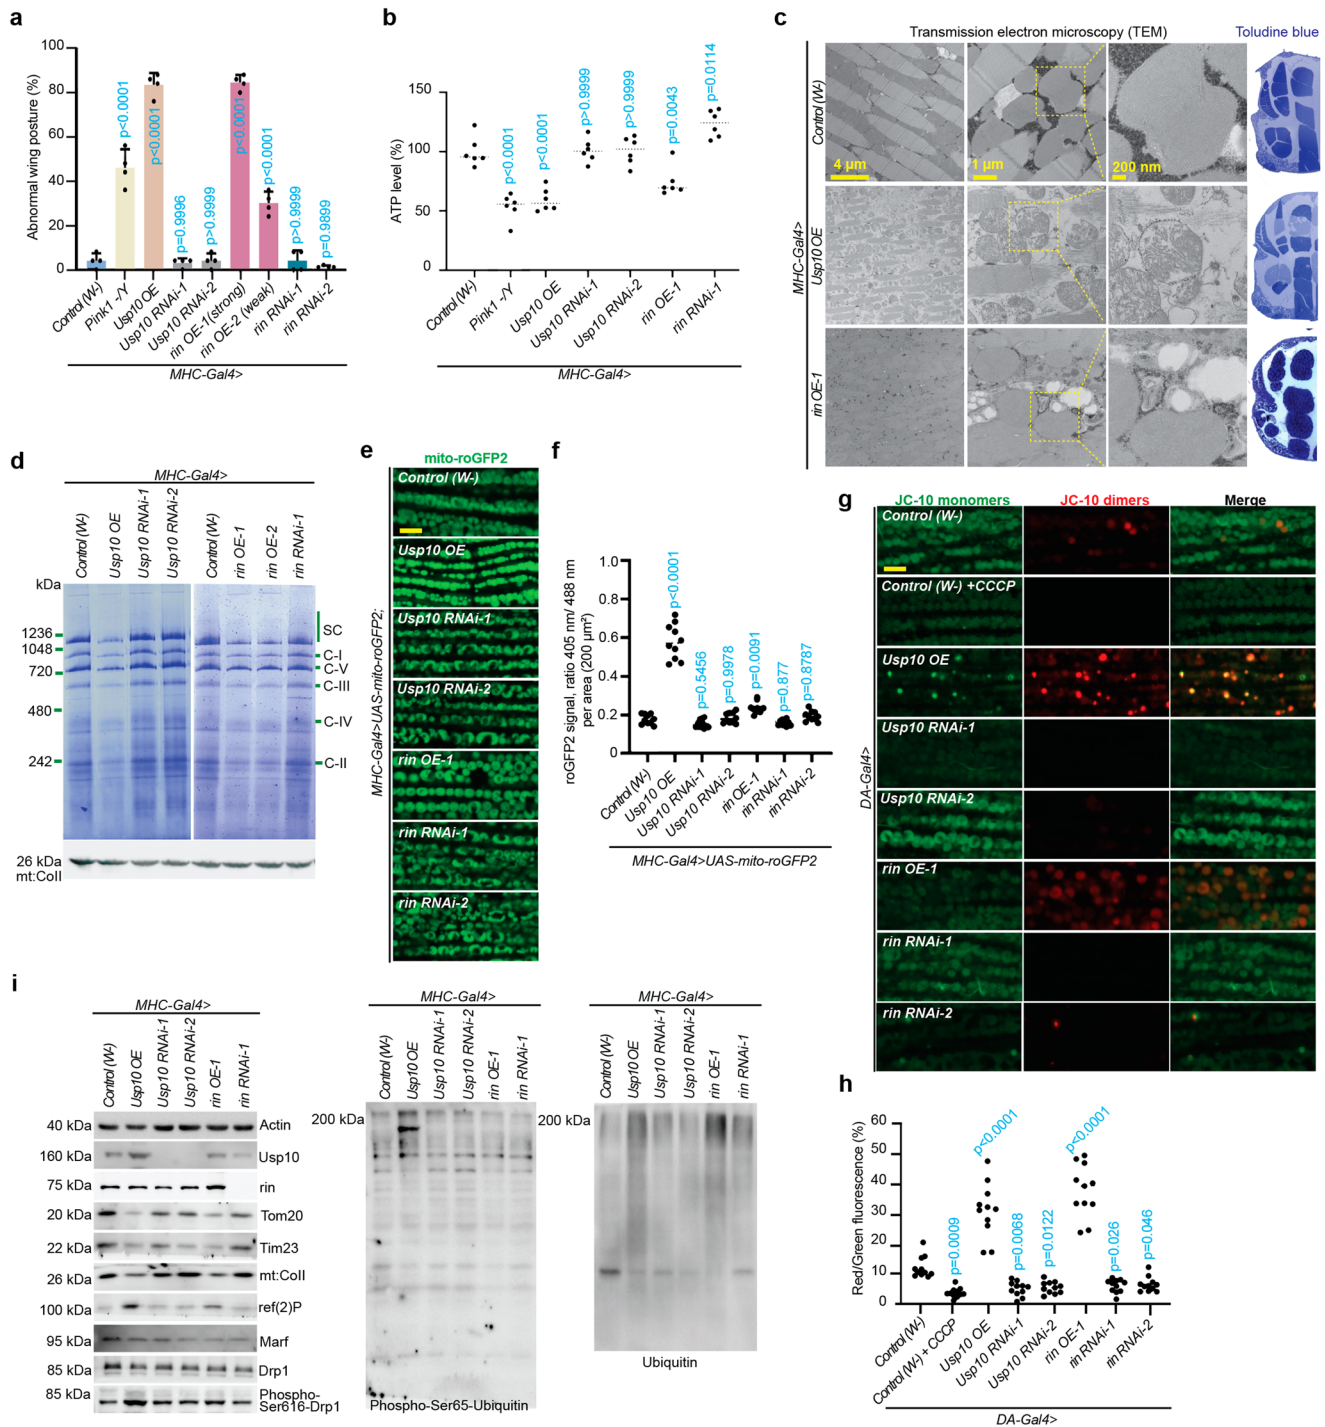 a
Abnormal wing posture (%)
100
80
60
40
20
0
p<0.0001
p<0.0001
p=0.9996
p>0.9999
p<0.0001
p<0.0001
p>0.9999
p=0.9899
Control (W-)
Pink1 -/Y
Usp10 OE
Usp10 RNAi-1
Usp10 RNAi-2
rin OE-1(strong)
rin OE-2 (weak)
rin RNAi-1
rin RNAi-2
MHC-Gal4>
b
ATP level (%)
150
100
50
0
p<0.0001
p<0.0001
p>0.9999
p>0.9999
p=0.0043
p=0.0114
Control (W-)
Pink1 -/Y
Usp10 OE
Usp10 RNAi-1
Usp10 RNAi-2
rin OE-1
rin RNAi-1
MHC-Gal4>
c
Transmission electron microscopy (TEM)
Toludine blue
MHC-Gal4>
Control (W-)
4 µm
1 µm
200 nm
Usp10 OE
rin OE-1
d
MHC-Gal4>
Control (W-)
Usp10 OE
Usp10 RNAi-1
Usp10 RNAi-2
Control (W-)
rin OE-1
rin OE-2
rin RNAi-1
kDa
1236
1048
720
480
242
SC
C-I
C-V
C-III
C-IV
C-II
26 kDa
mt:CoII
e
mito-roGFP2
MHC-Gal4>UAS-mito-roGFP2;
Control (W-)
Usp10 OE
Usp10 RNAi-1
Usp10 RNAi-2
rin OE-1
rin RNAi-1
rin RNAi-2
f
roGFP2 signal, ratio 405 nm/ 488 nm
per area (200 µm²)
1.0
0.8
0.6
0.4
0.2
0
p<0.0001
p=0.5456
p=0.9978
p=0.0091
p=0.877
p=0.8787
Control (W-)
Usp10 OE
Usp10 RNAi-1
Usp10 RNAi-2
rin OE-1
rin RNAi-1
rin RNAi-2
MHC-Gal4>UAS-mito-roGFP2
g
JC-10 monomers
JC-10 dimers
Merge
DA-Gal4>
Control (W-)
Control (W-) +CCCP
Usp10 OE
Usp10 RNAi-1
Usp10 RNAi-2
rin OE-1
rin RNAi-1
rin RNAi-2
h
Red/Green fluorescence (%)
60
50
40
30
20
10
0
p=0.0009
p<0.0001
p=0.0068
p=0.0122
p<0.0001
p=0.026
p=0.046
Control (W-)
Control (W-) + CCCP
Usp10 OE
Usp10 RNAi-1
Usp10 RNAi-2
rin OE-1
rin RNAi-1
rin RNAi-2
DA-Gal4>
i
MHC-Gal4>
Control (W-)
Usp10 OE
Usp10 RNAi-1
Usp10 RNAi-2
rin OE-1
rin RNAi-1
40 kDa
Actin
160 kDa
Usp10
75 kDa
rin
20 kDa
Tom20
22 kDa
Tim23
26 kDa
mt:CoII
100 kDa
ref(2)P
95 kDa
Marf
85 kDa
Drp1
85 kDa
Phospho-
Ser616-Drp1
MHC-Gal4>
Control (W-)
Usp10 OE
Usp10 RNAi-1
Usp10 RNAi-2
rin OE-1
rin RNAi-1
200 kDa
Phospho-Ser65-Ubiquitin
MHC-Gal4>
Control (W-)
Usp10 OE
Usp10 RNAi-1
Usp10 RNAi-2
rin OE-1
rin RNAi-1
200 kDa
Ubiquitin